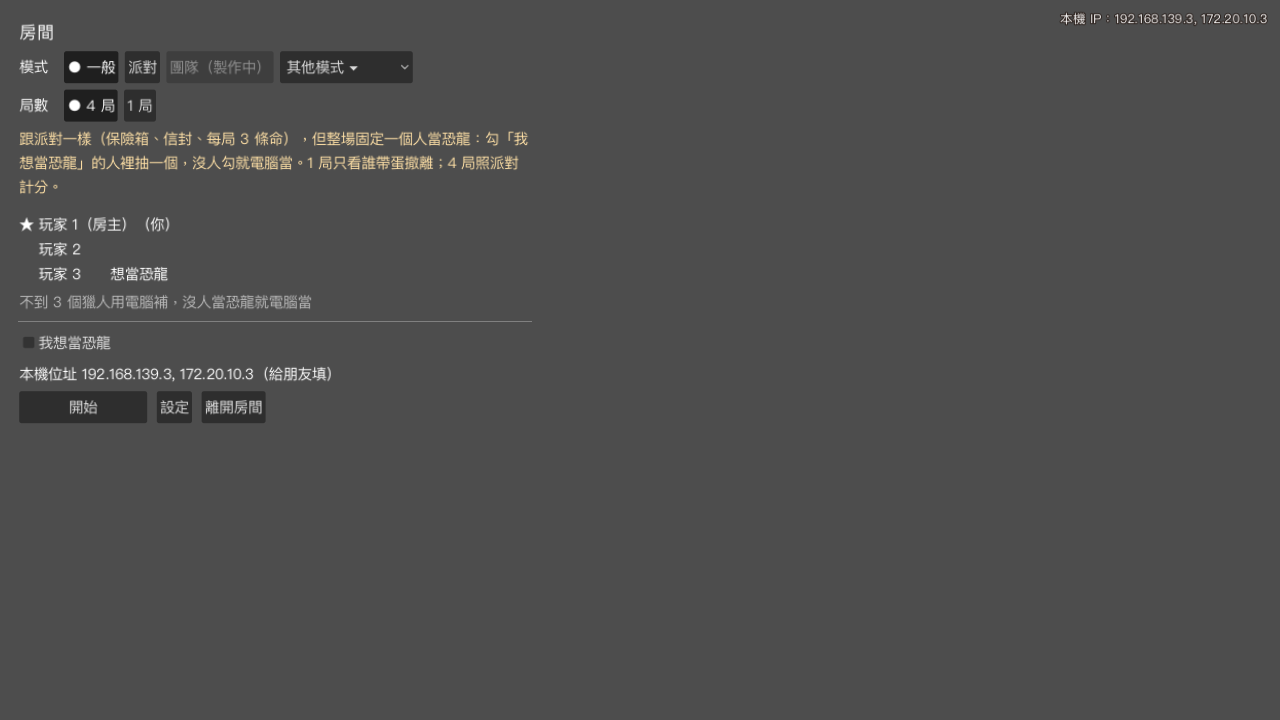 本機 IP：192.168.139.3, 172.20.10.3
房間
模式 一般 派對 團隊（製作中） 其他模式
局數 4 局 1 局
跟派對一樣（保險箱、信封、每局 3 條命），但整場固定一個人當恐龍：勾「我
想當恐龍」的人裡抽一個，沒人勾就電腦當。1 局只看誰帶蛋撤離；4 局照派對
計分。
★ 玩家 1（房主）（你）
玩家 2
玩家 3 想當恐龍
不到 3 個獵人用電腦補，沒人當恐龍就電腦當
我想當恐龍
本機位址 192.168.139.3, 172.20.10.3（給朋友填）
開始 設定 離開房間